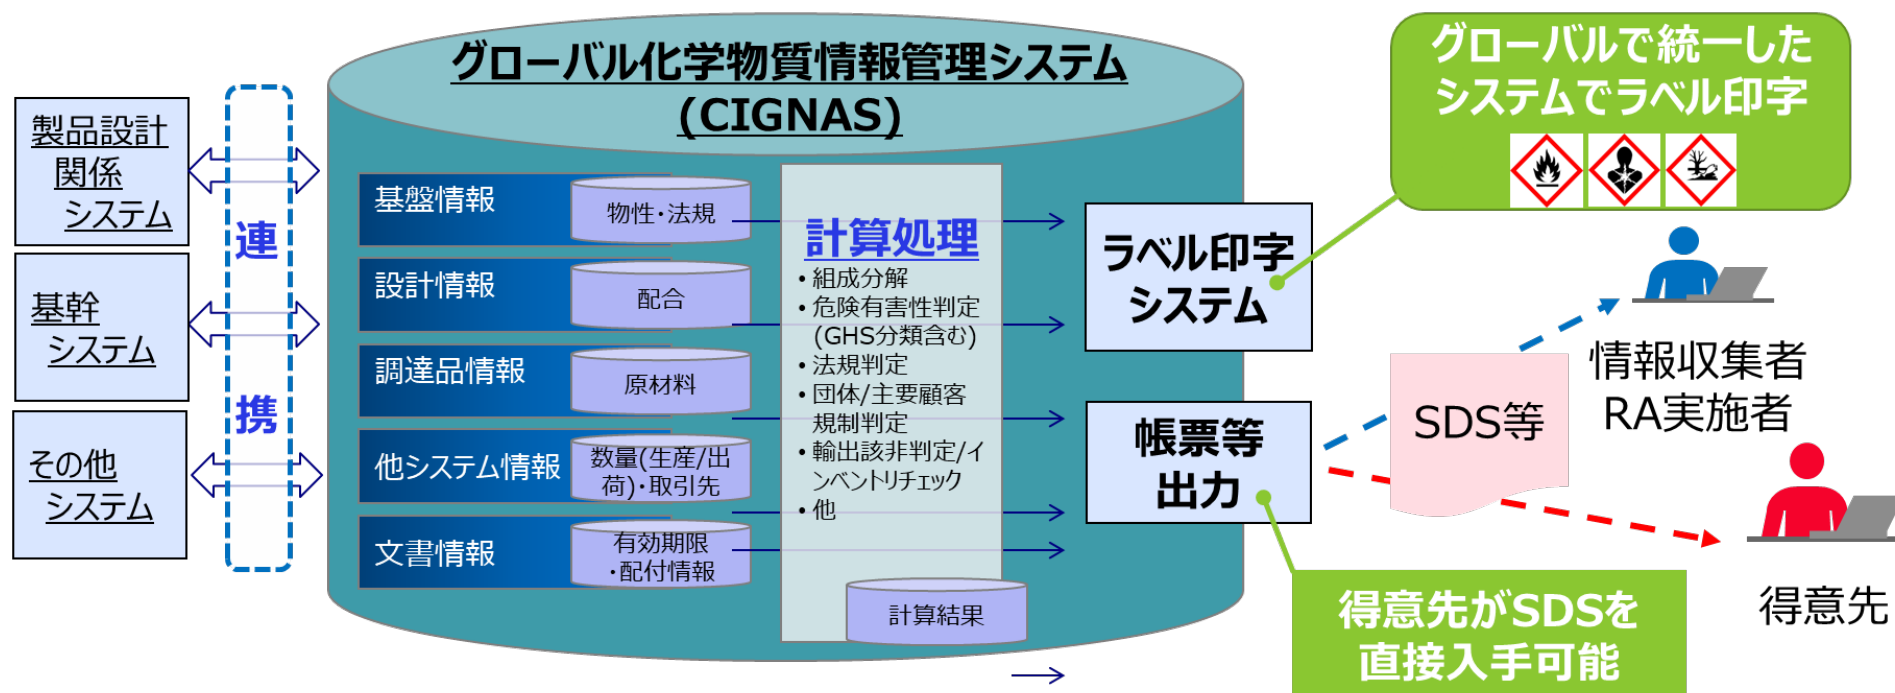 グローバル化学物質情報管理システム
(CIGNAS)
グローバルで統一した
システムでラベル印字
製品設計
関係
システム
基幹
システム
その他
システム
連
携
基盤情報
物性・法規
設計情報
配合
調達品情報
原材料
他システム情報
数量(生産/出
荷)・取引先
文書情報
有効期限
・配付情報
計算処理
・組成分解
・危険有害性判定
(GHS分類含む)
・法規判定
・団体/主要顧客
規制判定
・輸出該非判定/イ
ンベントリチェック
・他
計算結果
ラベル印字
システム
帳票等
出力
SDS等
情報収集者
RA実施者
得意先
得意先がSDSを
直接入手可能